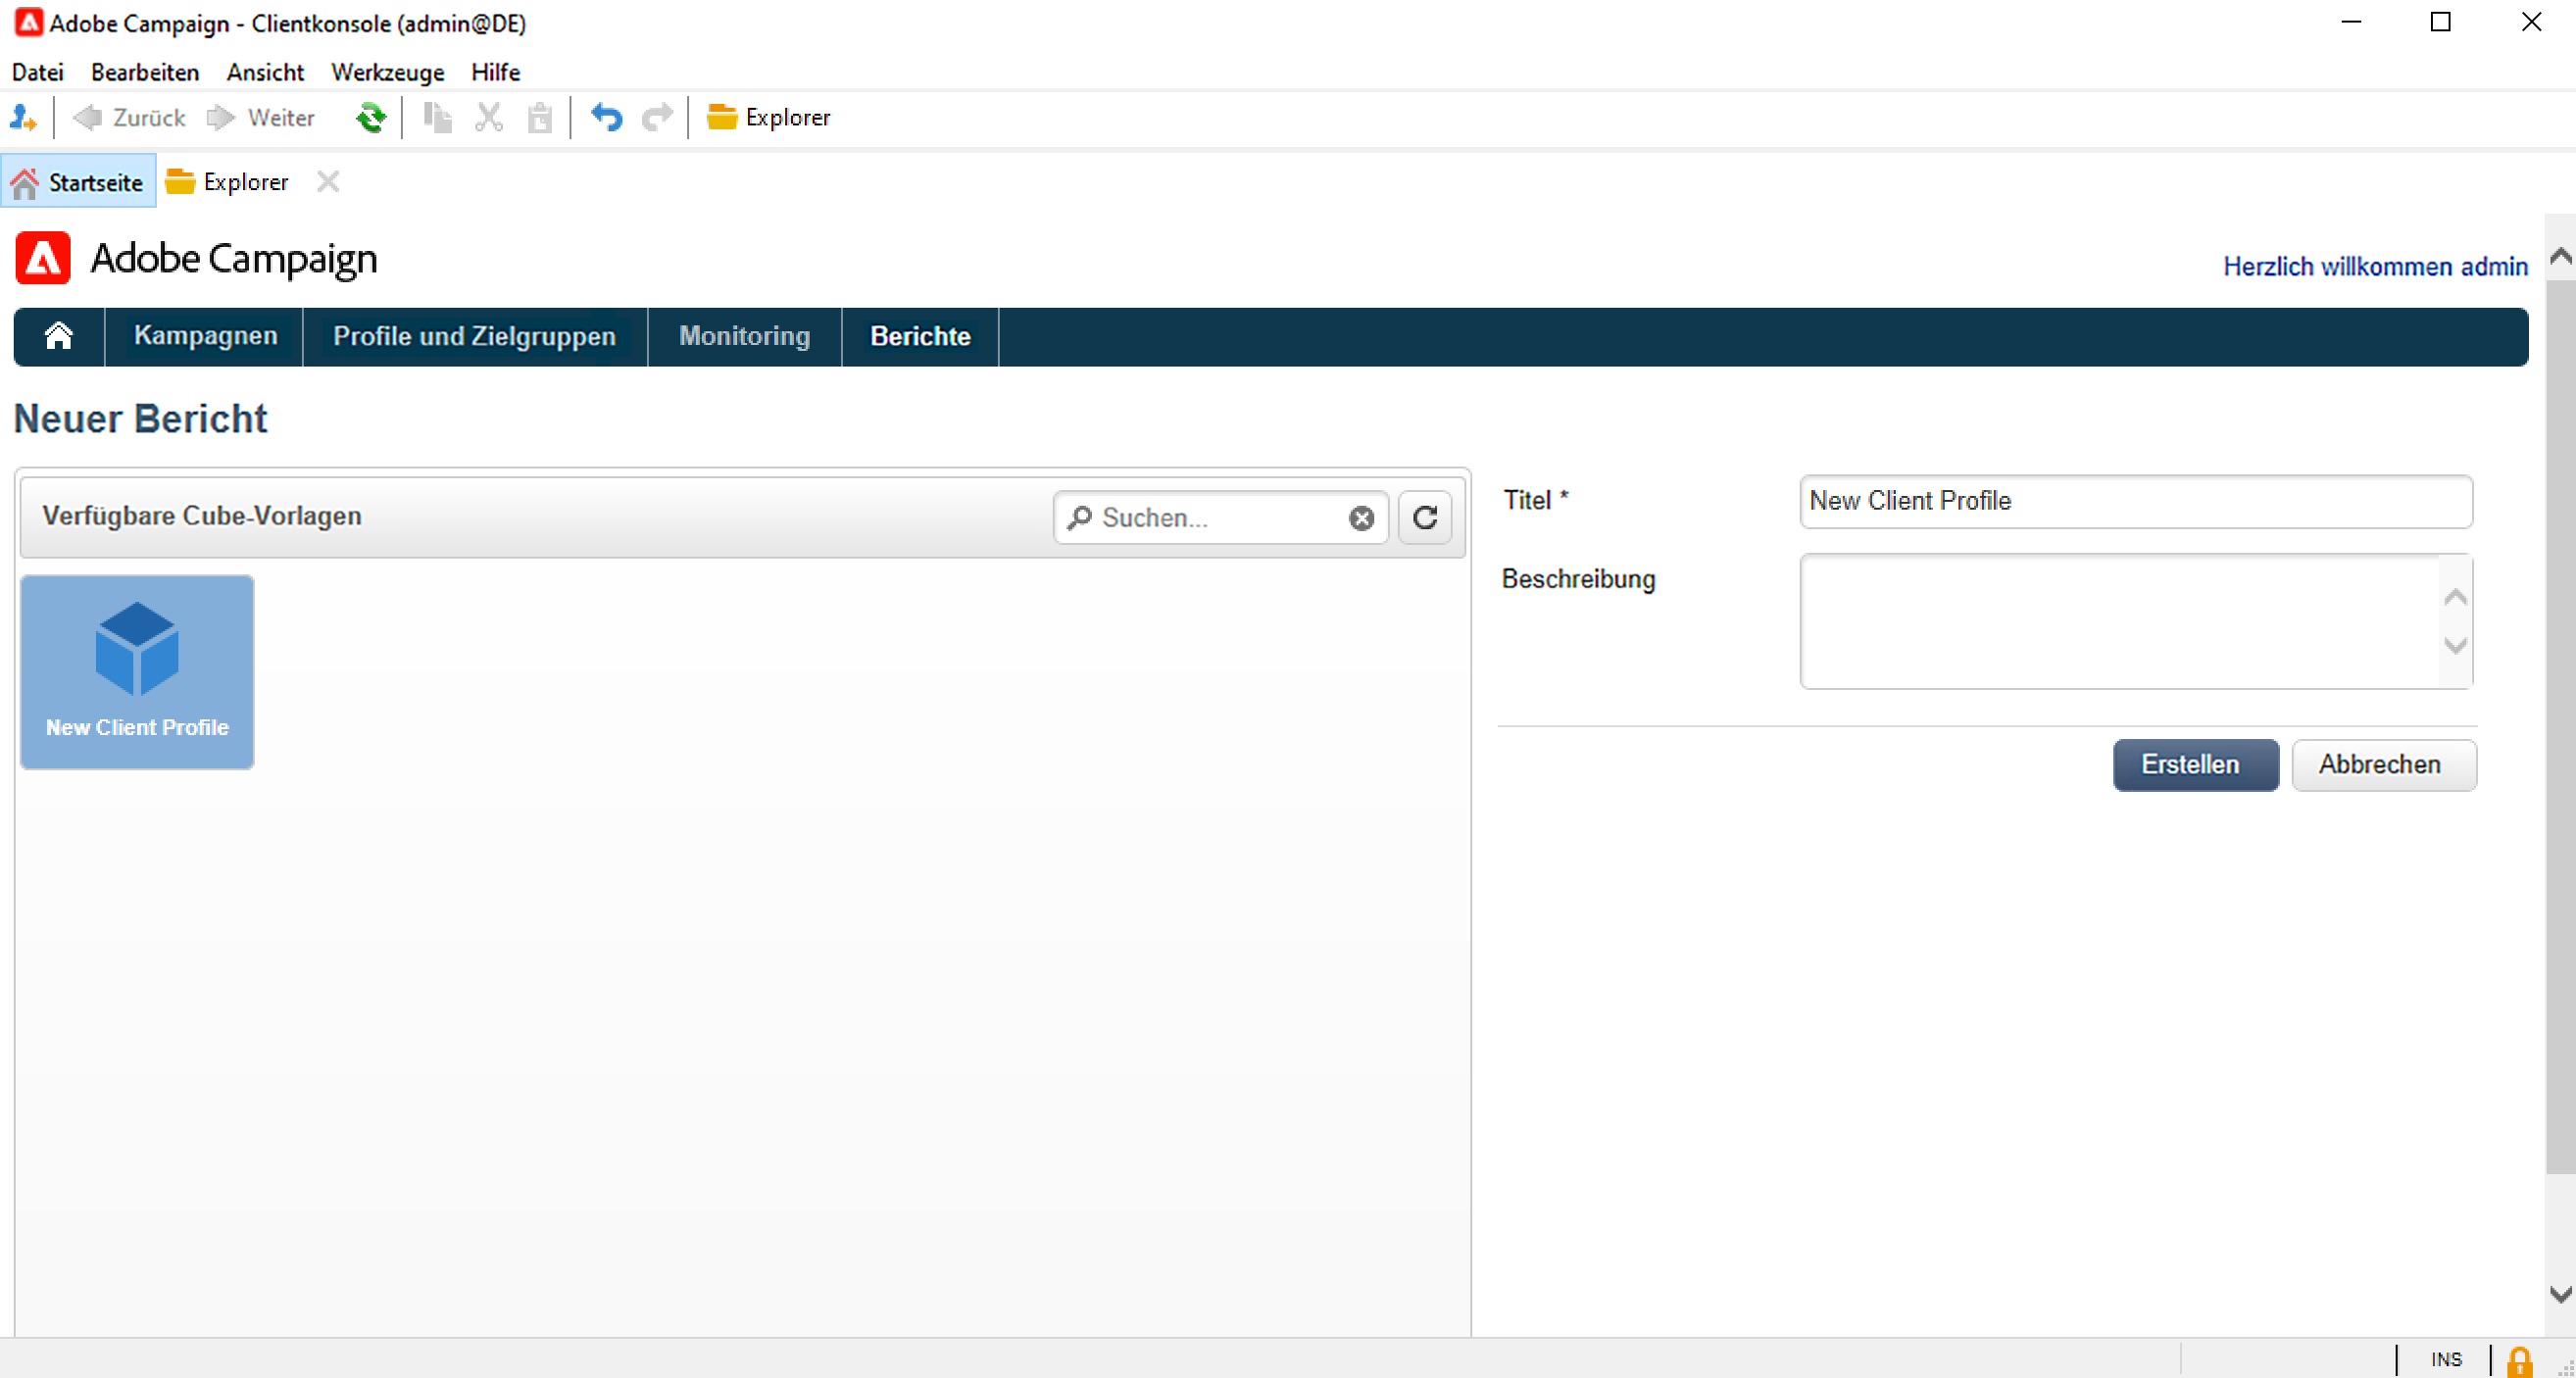 Adobe Campaign - Clientkonsole (admin@DE)
Datei Bearbeiten Ansicht Werkzeuge Hilfe
Zurück Weiter Explorer
Startseite Explorer
Adobe Campaign
Herzlich willkommen admin
Kampagnen Profile und Zielgruppen Monitoring Berichte
Neuer Bericht
Verfügbare Cube-Vorlagen Suchen...
Titel * New Client Profile
Beschreibung
New Client Profile
Erstellen Abbrechen
INS